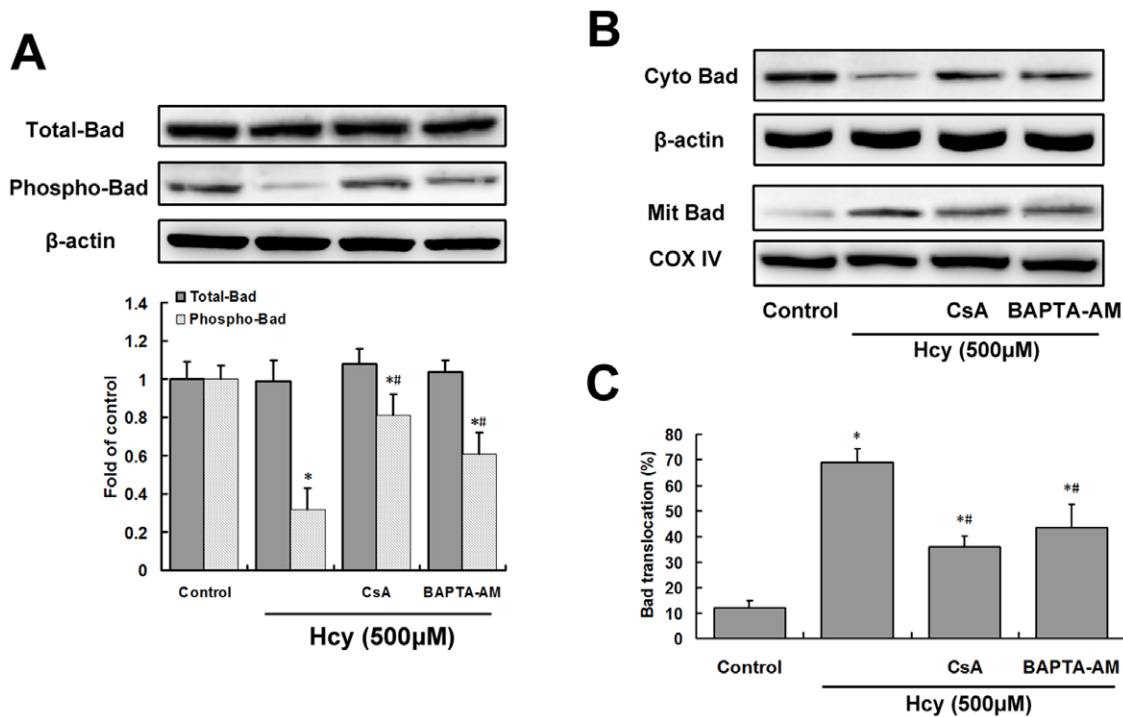 A
Total-Bad
Phospho-Bad
β-actin
1.4
1.2
1
0.8
0.6
0.4
0.2
0
Fold of control
Total-Bad
Phospho-Bad
*
*#
*#
Control
CsA
BAPTA-AM
Hcy (500μM)
B
Cyto Bad
β-actin
Mit Bad
COX IV
Control
CsA
BAPTA-AM
Hcy (500μM)
C
Bad translocation (%)
80
70
60
50
40
30
20
10
0
*
*#
*#
Control
CsA
BAPTA-AM
Hcy (500μM)